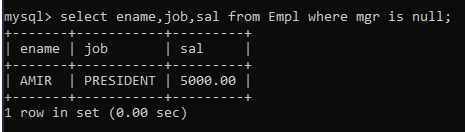 mysql> select ename,job,sal from Empl where mgr is null;
+-------+-----------+---------+
| ename | job       | sal     |
+-------+-----------+---------+
| AMIR  | PRESIDENT | 5000.00 |
+-------+-----------+---------+
1 row in set (0.00 sec)